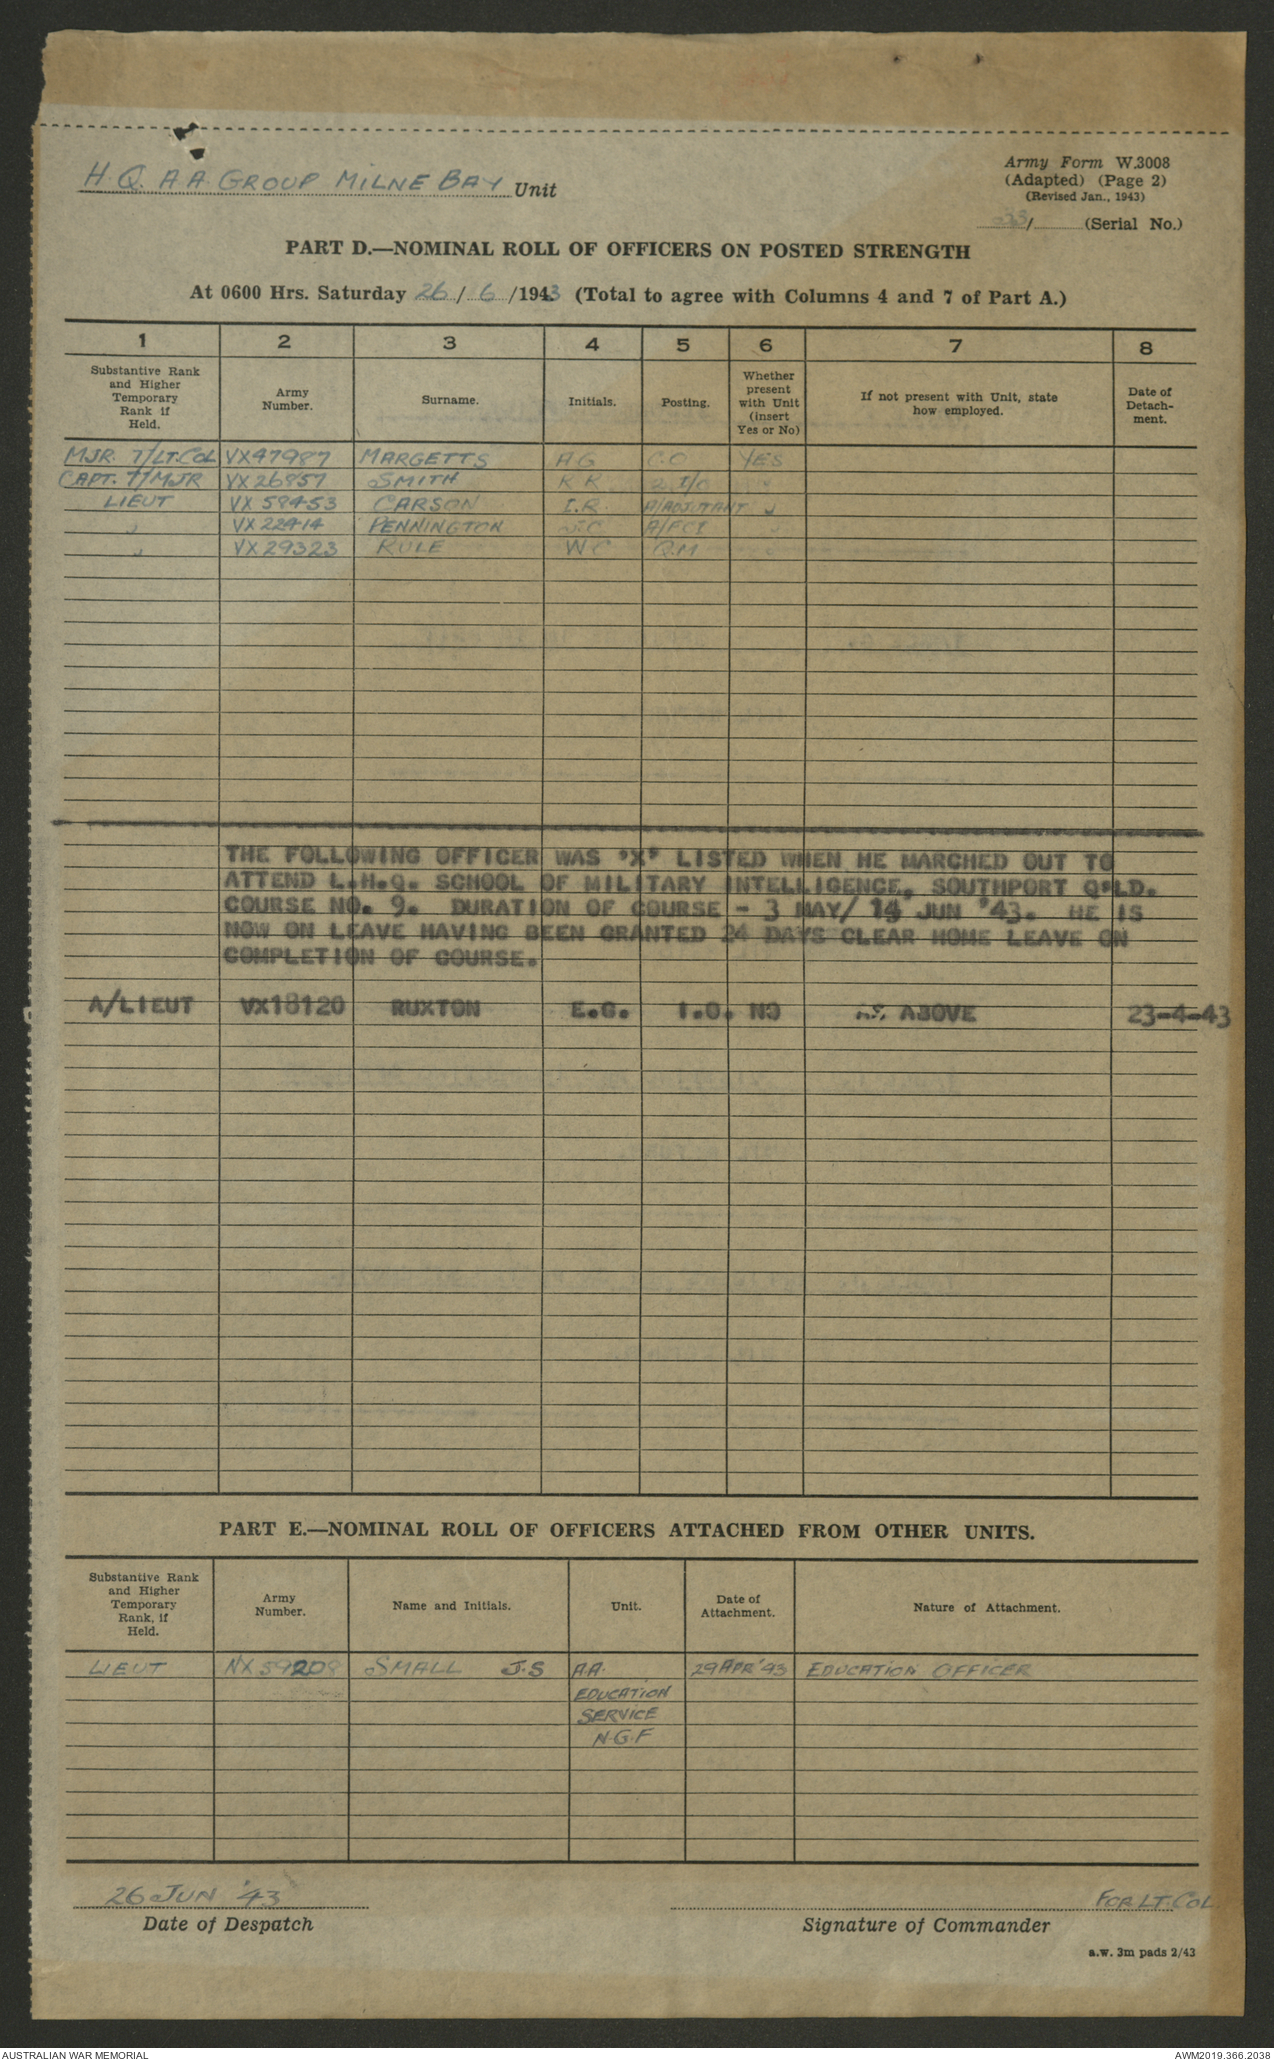 H.Q. A.A. GROUP MILNE BAY Unit
Army Form W.3008
(Adapted) (Page 2)
(Revised Jan., 1943)
/ (Serial No.)
PART D.—NOMINAL ROLL OF OFFICERS ON POSTED STRENGTH
At 0600 Hrs. Saturday 26/6/1943 (Total to agree with Columns 4 and 7 of Part A.)
1 2 3 4 5 6 7 8
Substantive Rank and Higher Temporary Rank if Held. Army Number. Surname. Initials. Posting. Whether present with Unit (insert Yes or No) If not present with Unit, state how employed. Date of Detach-ment.
MJR. T/LT.COL VX47987 MARGETTS A G C.O YES
CAPT. T/MJR VX26857 SMITH K R 2 I/C "
LIEUT VX 59453 CARSON I.R. A/ADJUTANT "
" VX22414 PENNINGTON J.C A/FCI "
" VX29323 RULE W C Q.M "
THE FOLLOWING OFFICER WAS 'X' LISTED WHEN HE MARCHED OUT TO
ATTEND L.H.Q. SCHOOL OF MILITARY INTELLIGENCE, SOUTHPORT Q'LD.
COURSE NO. 9. DURATION OF COURSE - 3 MAY/ 14 JUN '43. HE IS
NOW ON LEAVE HAVING BEEN GRANTED 24 DAYS CLEAR HOME LEAVE ON
COMPLETION OF COURSE.
A/LIEUT VX18120 RUXTON E.G. I.O. NO AS ABOVE 23-4-43
PART E.—NOMINAL ROLL OF OFFICERS ATTACHED FROM OTHER UNITS.
Substantive Rank and Higher Temporary Rank, if Held. Army Number. Name and Initials. Unit. Date of Attachment. Nature of Attachment.
LIEUT NX59208 SMALL J.S A.A. 29 APR '43 EDUCATION OFFICER
EDUCATION
SERVICE
N.G.F
26 JUN '43 FOR LT. COL
Date of Despatch Signature of Commander
a.w. 3m pads 2/43
AUSTRALIAN WAR MEMORIAL AWM2019.366.2038